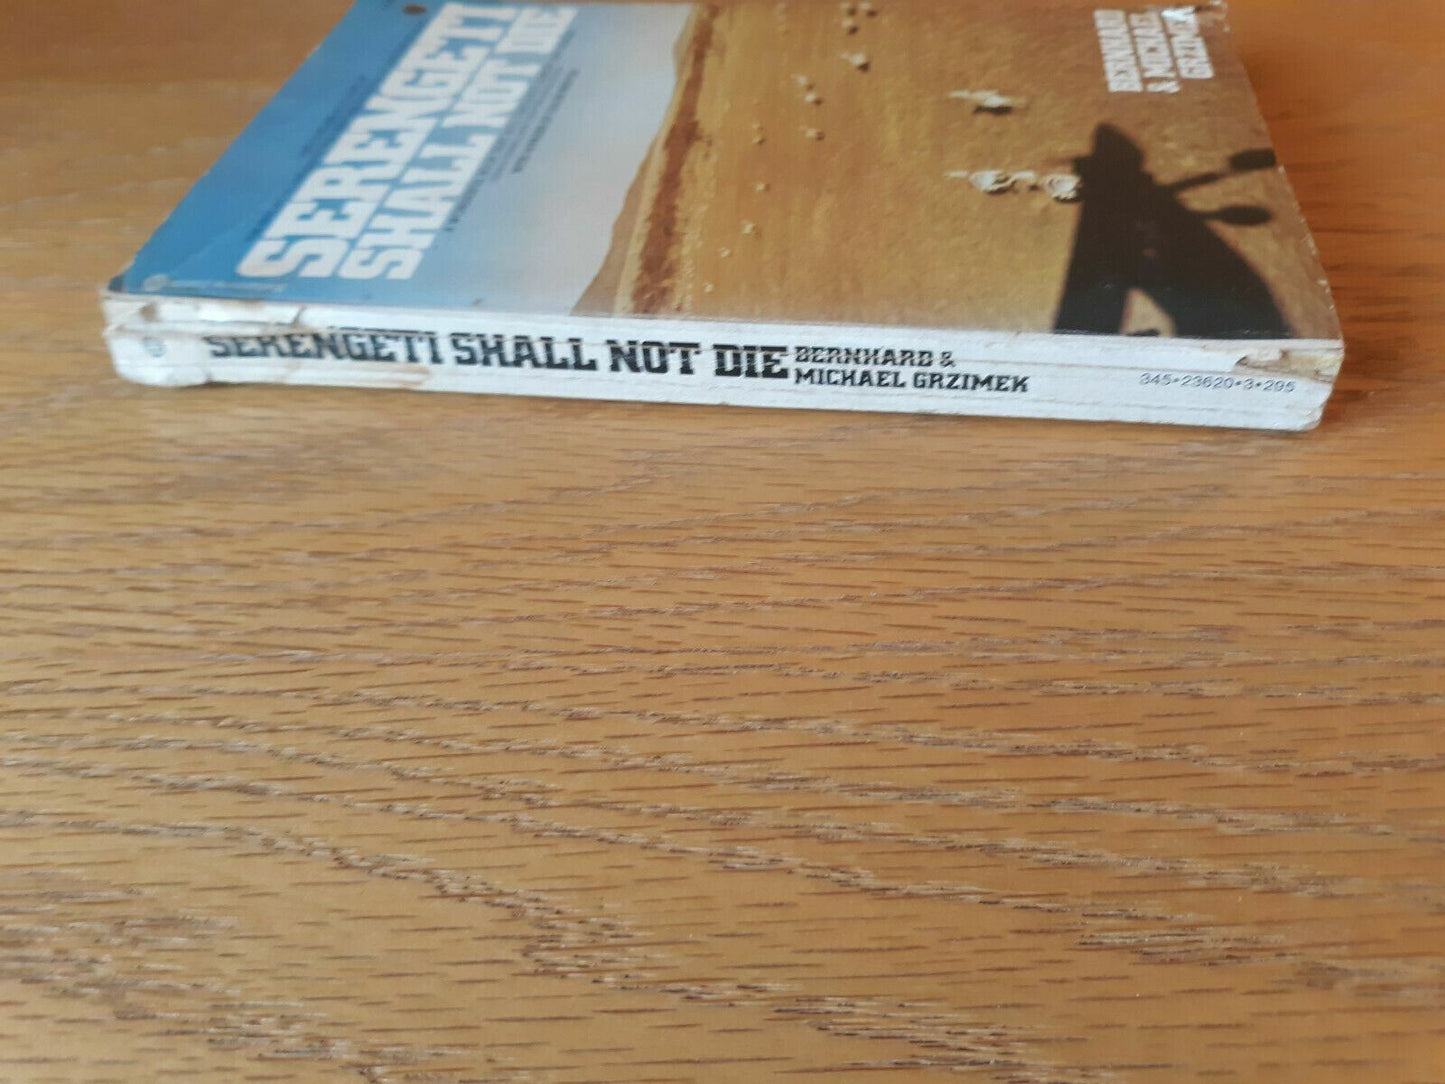 SERENGETI
SHALL NOT DIE
BERNHARD
& MICHAEL
GRZIMEK
SERENGETI SHALL NOT DIE BERNHARD &
MICHAEL GRZIMEK
345•23620•3•295